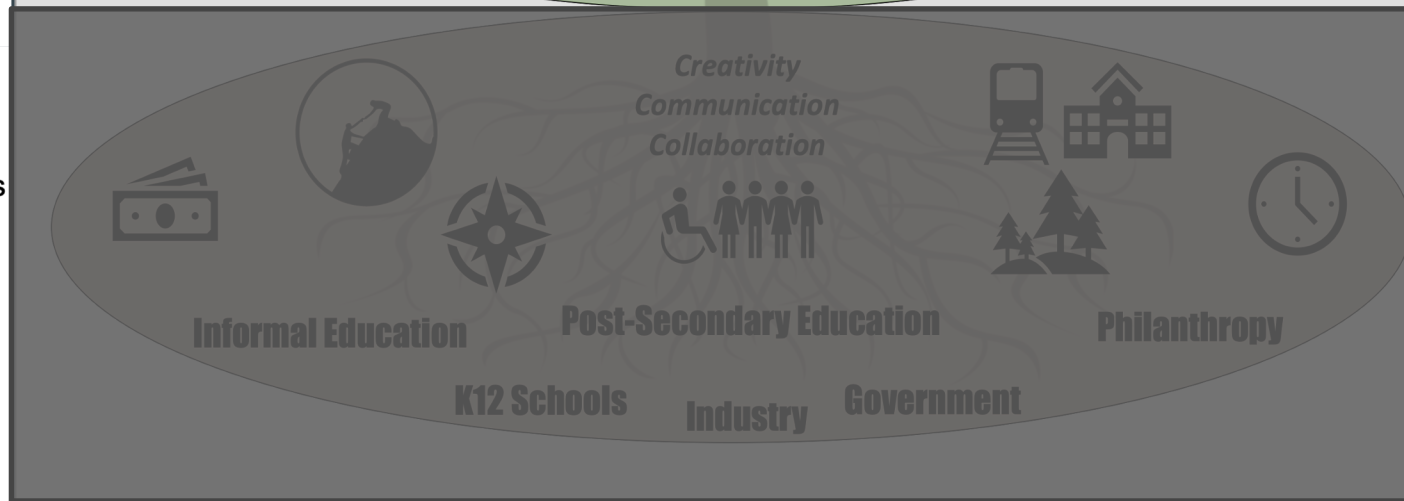 Creativity
Communication
Collaboration
s
Informal Education
Post-Secondary Education
Philanthropy
K12 Schools
Industry
Government